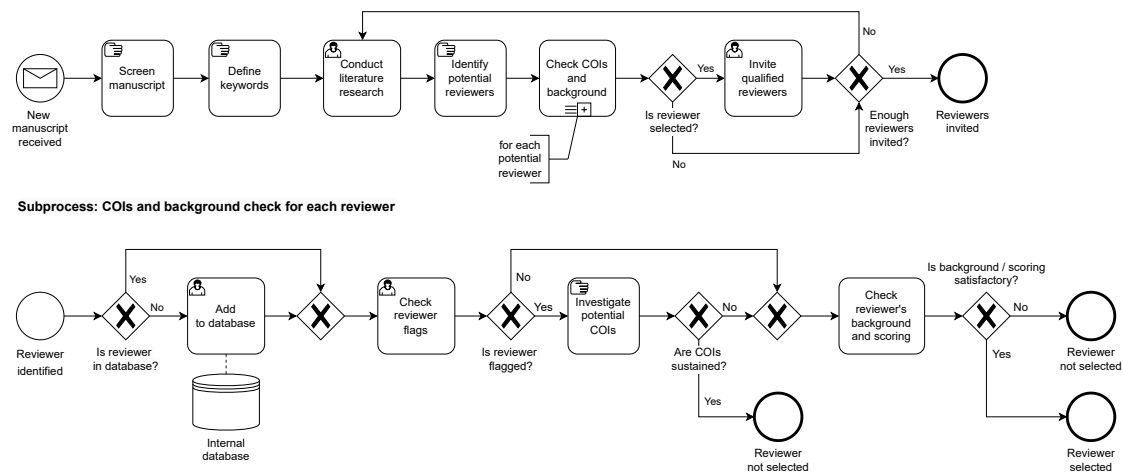 No
Screen
manuscript
Define
keywords
Conduct
literature
research
Identify
potential
reviewers
Check COIs
and
background
Yes
Invite
qualified
reviewers
Yes
New
manuscript
received
Is reviewer
selected?
Enough
reviewers
invited?
Reviewers
invited
for each
potential
reviewer
No
Subprocess: COIs and background check for each reviewer
Yes
No
Is background / scoring
satisfactory?
No
Add
to database
Check
reviewer
flags
Yes
Investigate
potential
COIs
No
Check
reviewer's
background
and scoring
No
Reviewer
identified
Is reviewer
in database?
Is reviewer
flagged?
Are COIs
sustained?
Yes
Reviewer
not selected
Yes
Internal
database
Reviewer
not selected
Reviewer
selected